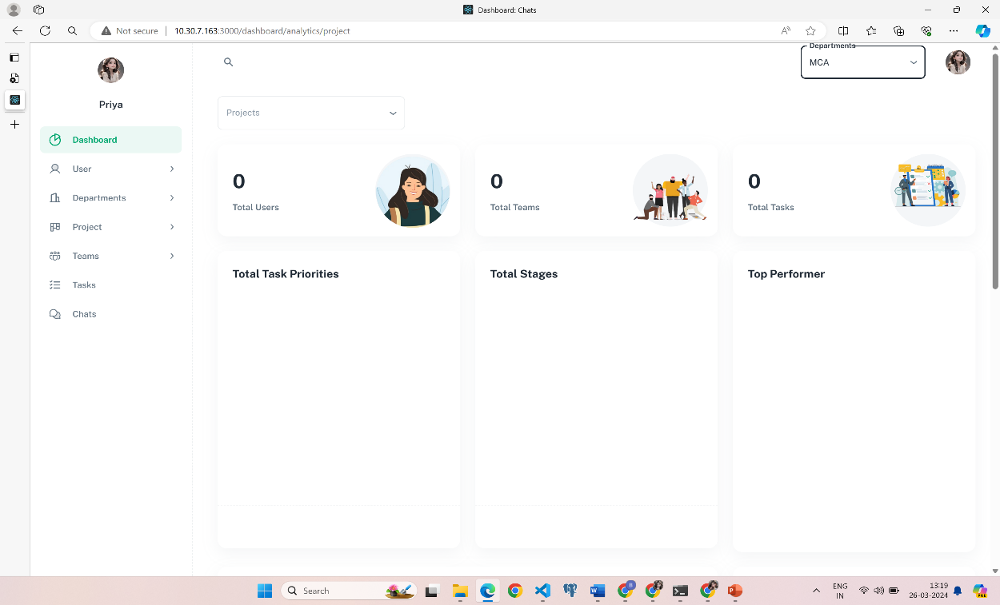 Dashboard: Chats
Not secure
10.30.7.163:3000/dashboard/analytics/project
Departments
MCA
Priya
Projects
Dashboard
User
Departments
Project
Teams
Tasks
Chats
0
Total Users
0
Total Teams
0
Total Tasks
Total Task Priorities
Total Stages
Top Performer
Search
ENG
IN
13:19
26-03-2024